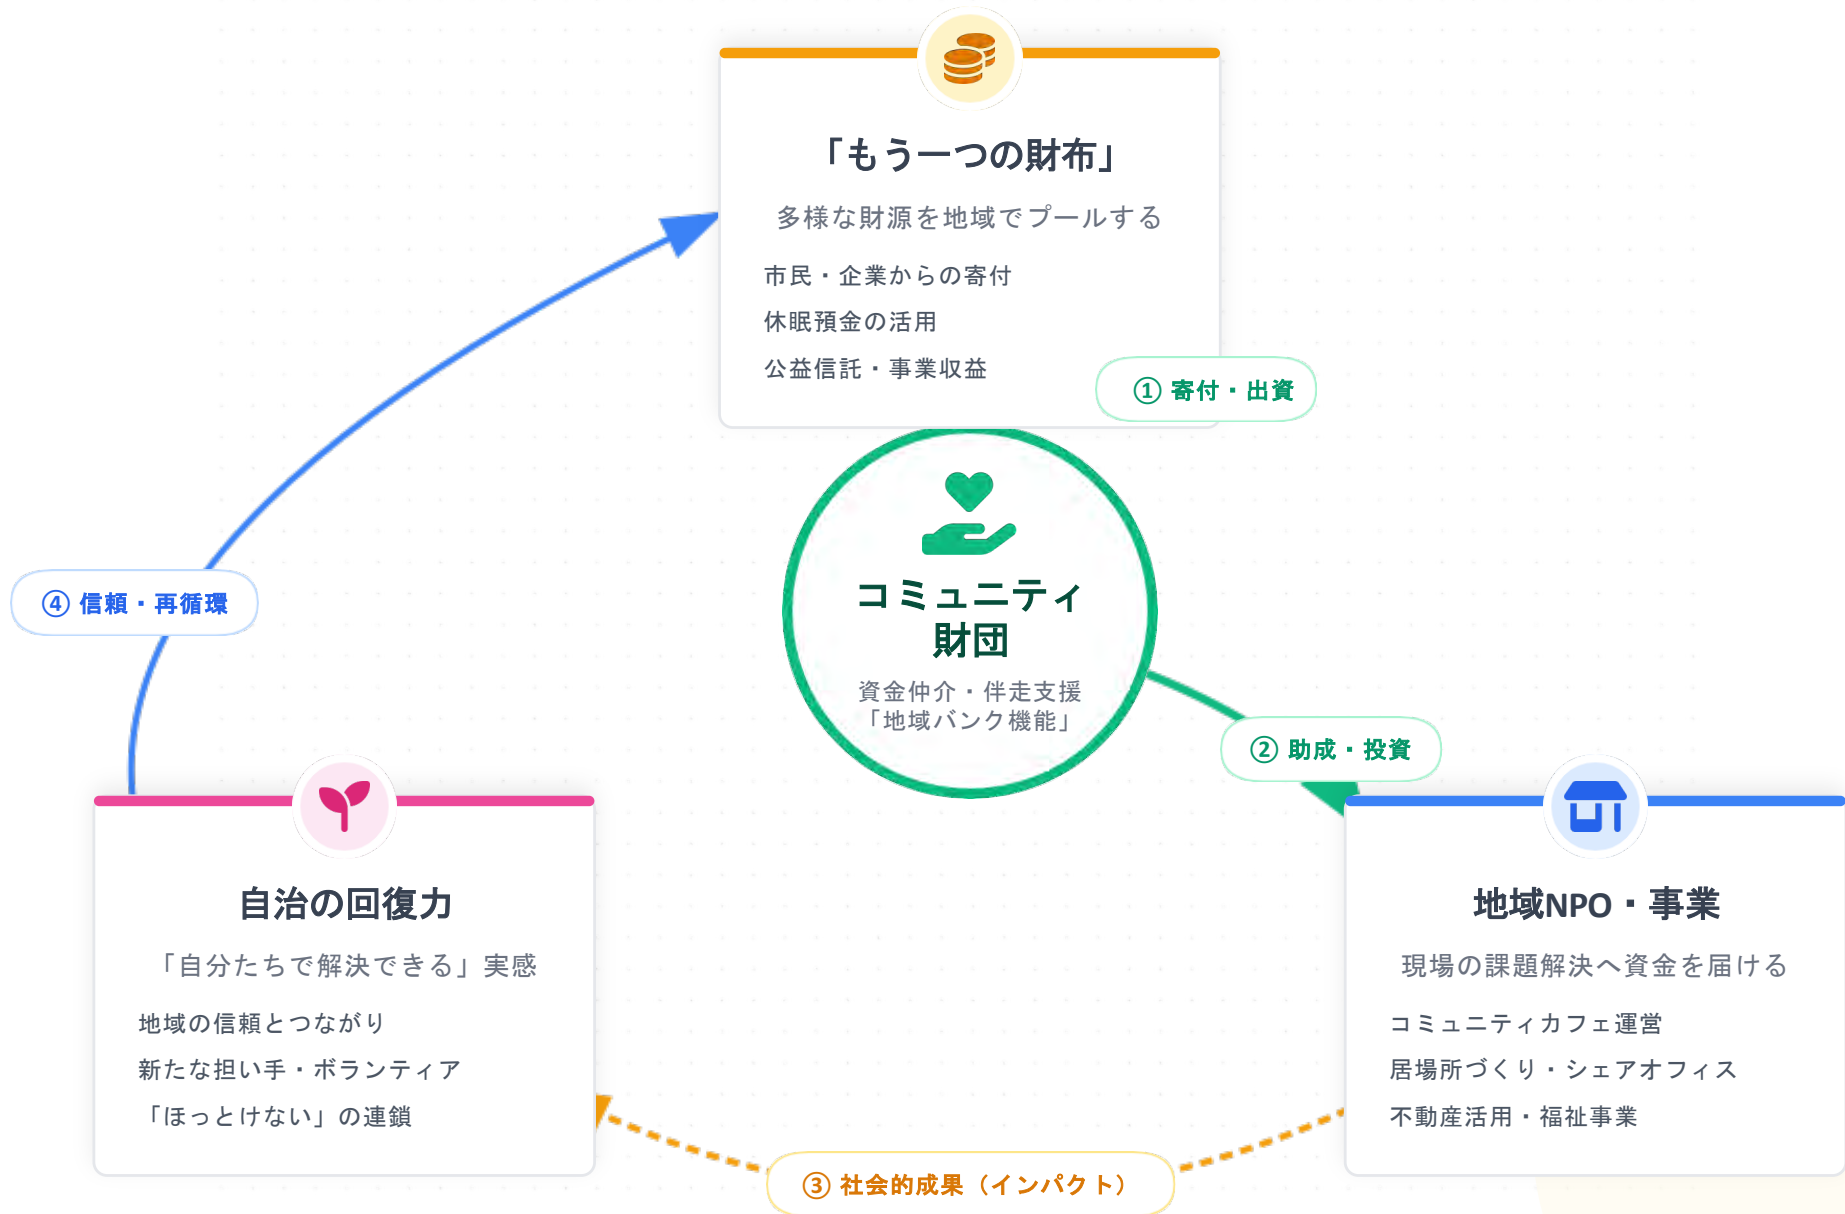 「もう一つの財布」
多様な財源を地域でプールする
市民・企業からの寄付
休眠預金の活用
公益信託・事業収益
① 寄付・出資
コミュニティ
財団
資金仲介・伴走支援
「地域バンク機能」
② 助成・投資
地域NPO・事業
現場の課題解決へ資金を届ける
コミュニティカフェ運営
居場所づくり・シェアオフィス
不動産活用・福祉事業
③ 社会的成果（インパクト）
自治の回復力
「自分たちで解決できる」実感
地域の信頼とつながり
新たな担い手・ボランティア
「ほっとけない」の連鎖
④ 信頼・再循環